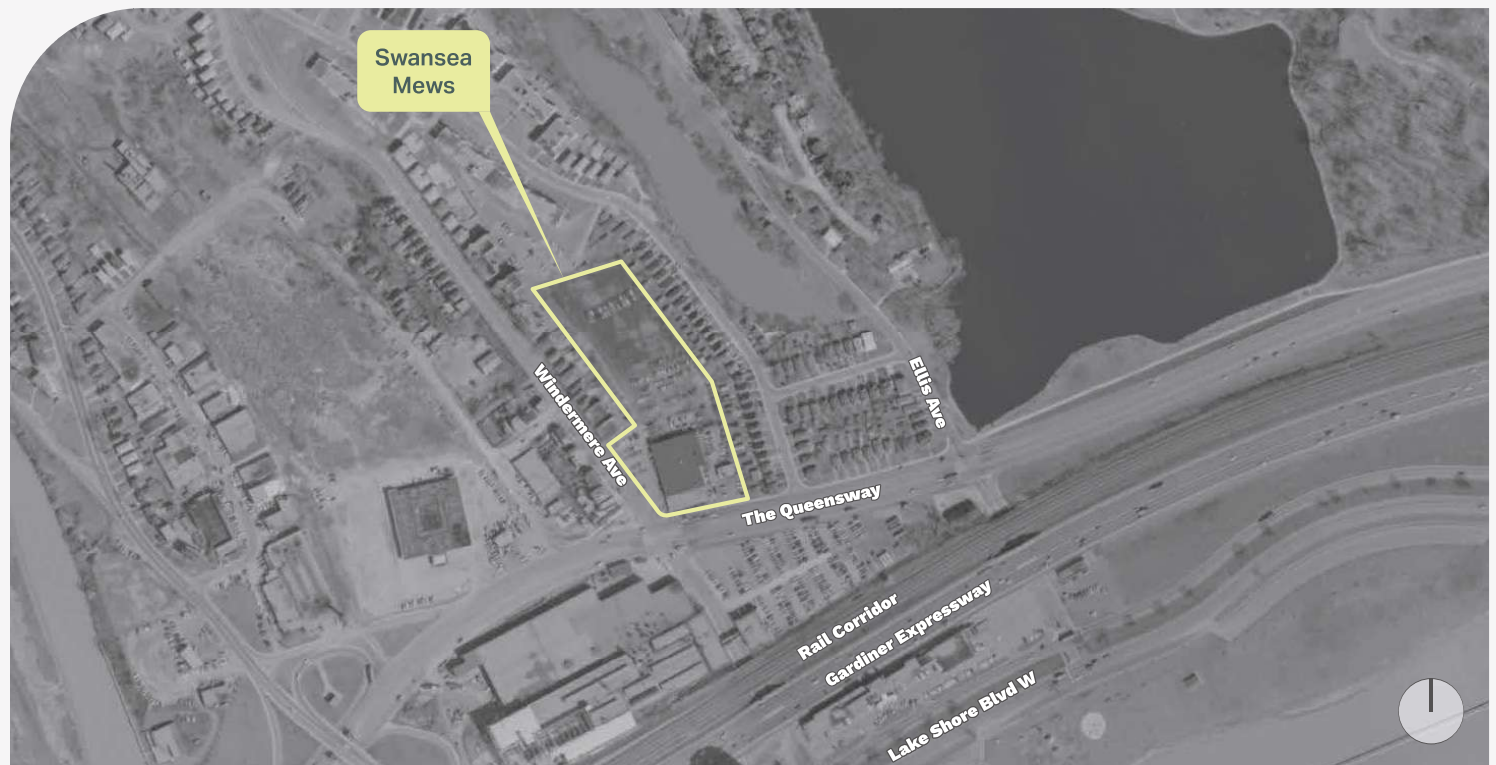 Swansea
Mews
Windermere Ave
Ellis Ave
The Queensway
Rail Corridor
Gardiner Expressway
Lake Shore Blvd W